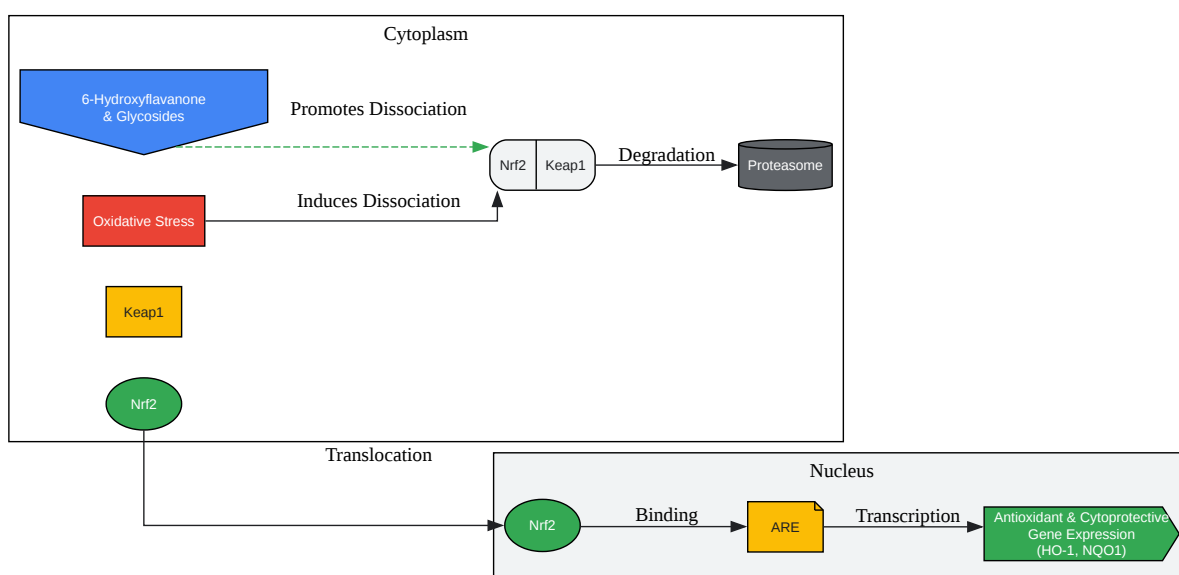 Cytoplasm
6-Hydroxyflavanone
& Glycosides
Promotes Dissociation
Nrf2
Keap1
Degradation
Proteasome
Induces Dissociation
Oxidative Stress
Keap1
Nrf2
Translocation
Nucleus
Nrf2
Binding
ARE
Transcription
Antioxidant & Cytoprotective
Gene Expression
(HO-1, NQO1)